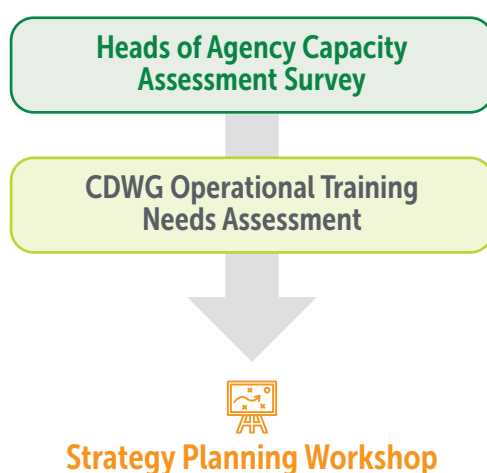 Heads of Agency Capacity
Assessment Survey
CDWG Operational Training
Needs Assessment
Strategy Planning Workshop